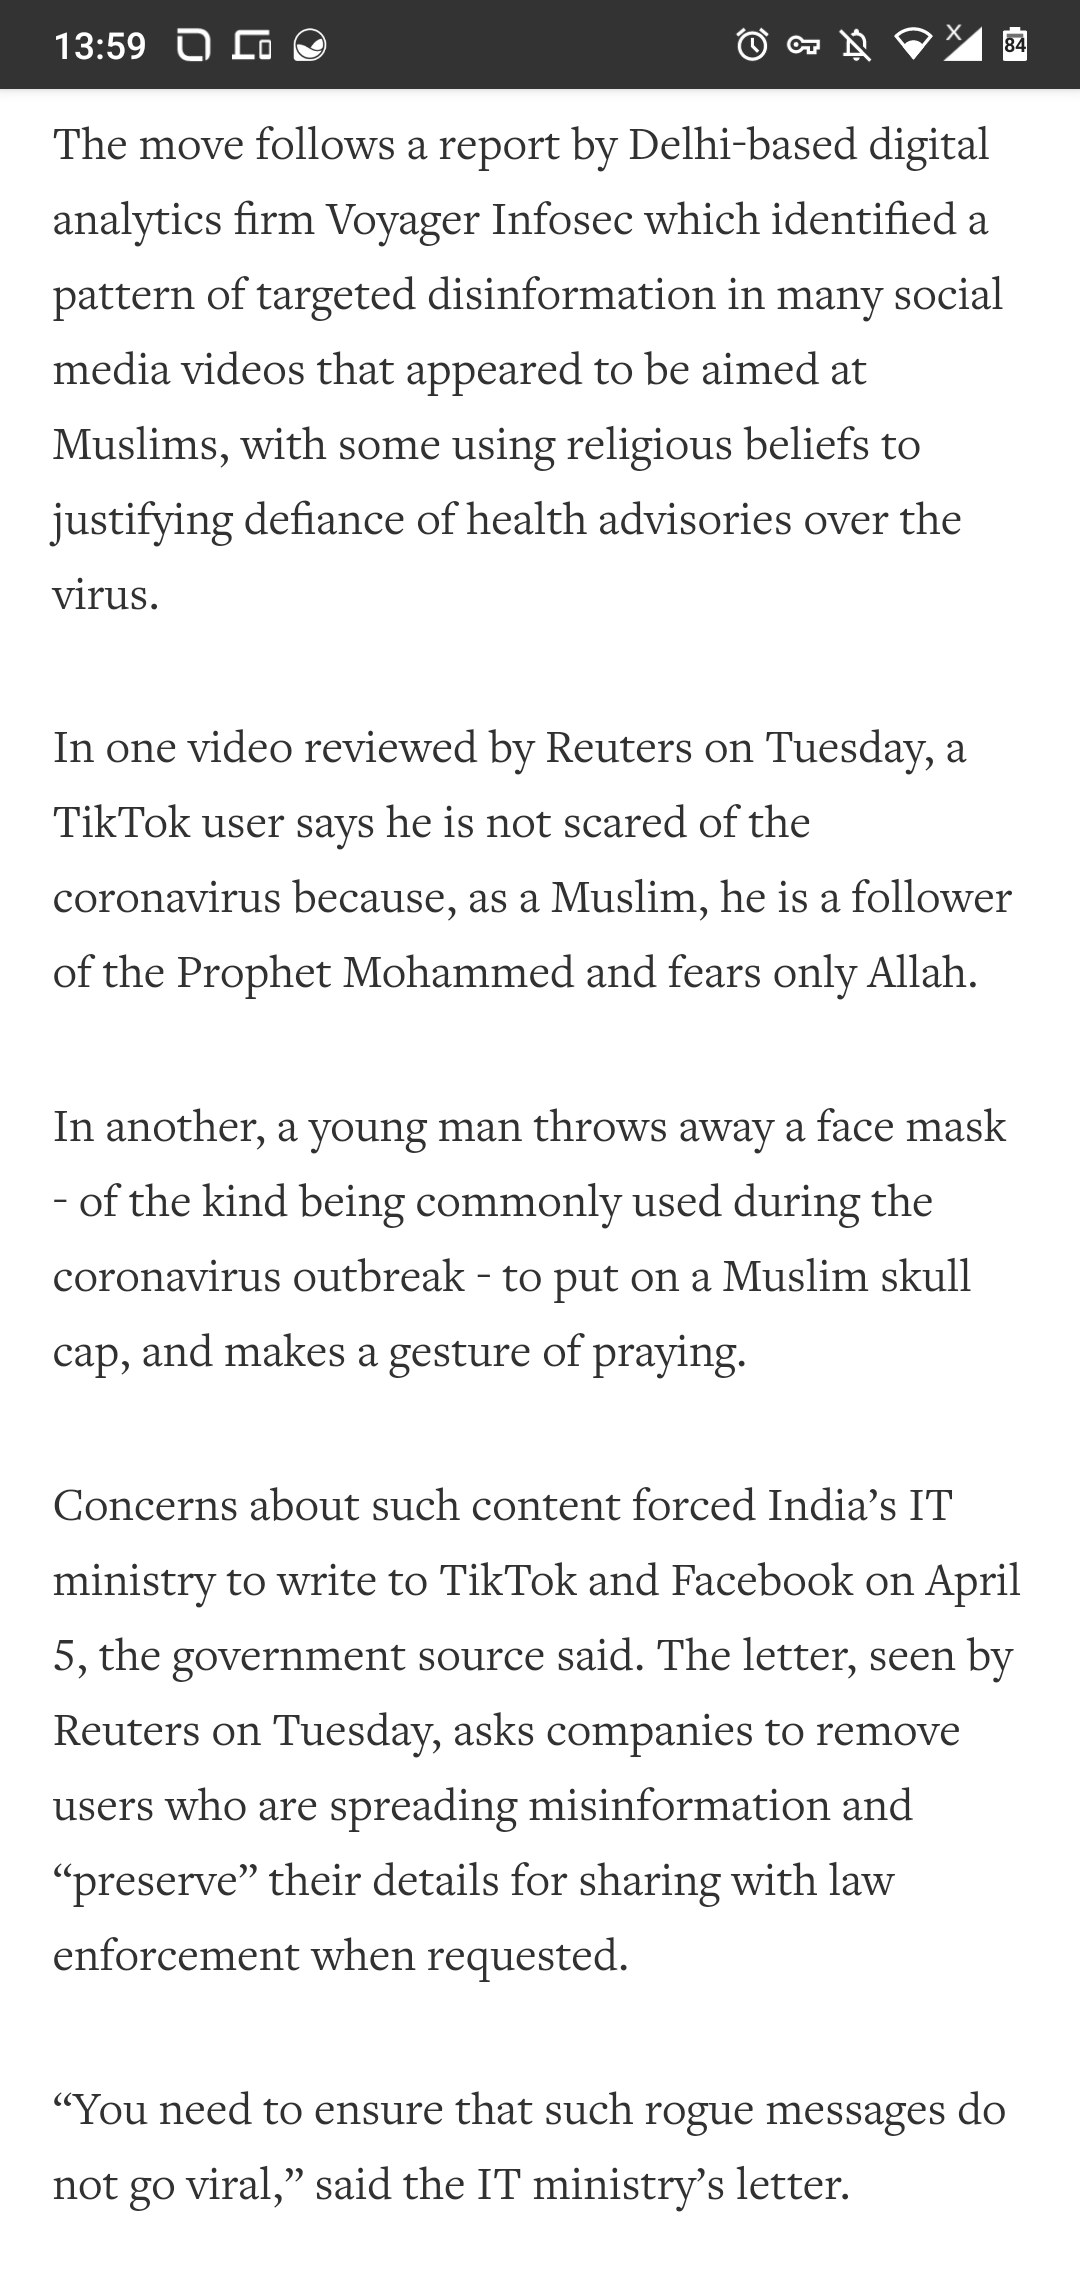 13:59
84
The move follows a report by Delhi-based digital
analytics firm Voyager Infosec which identified a
pattern of targeted disinformation in many social
media videos that appeared to be aimed at
Muslims, with some using religious beliefs to
justifying defiance of health advisories over the
virus.
In one video reviewed by Reuters on Tuesday, a
TikTok user says he is not scared of the
coronavirus because, as a Muslim, he is a follower
of the Prophet Mohammed and fears only Allah.
In another, a young man throws away a face mask
- of the kind being commonly used during the
coronavirus outbreak - to put on a Muslim skull
cap, and makes a gesture of praying.
Concerns about such content forced India’s IT
ministry to write to TikTok and Facebook on April
5, the government source said. The letter, seen by
Reuters on Tuesday, asks companies to remove
users who are spreading misinformation and
“preserve” their details for sharing with law
enforcement when requested.
“You need to ensure that such rogue messages do
not go viral,” said the IT ministry’s letter.